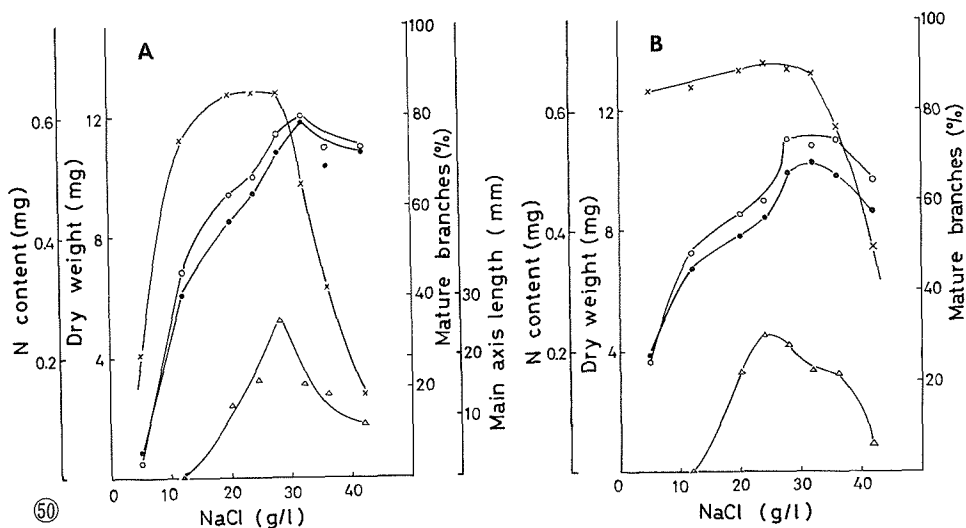 A
B
N content (mg)
0.6
0.4
0.2
Dry weight (mg)
12
8
4
100
80
60
40
20
Mature branches (%)
Main axis length (mm)
30
20
10
0 10 20 30 40
NaCl (g/l)
N content (mg)
0.6
0.4
0.2
Dry weight (mg)
12
8
4
100
80
60
40
20
Mature branches (%)
0 10 20 30 40
NaCl (g/l)
50